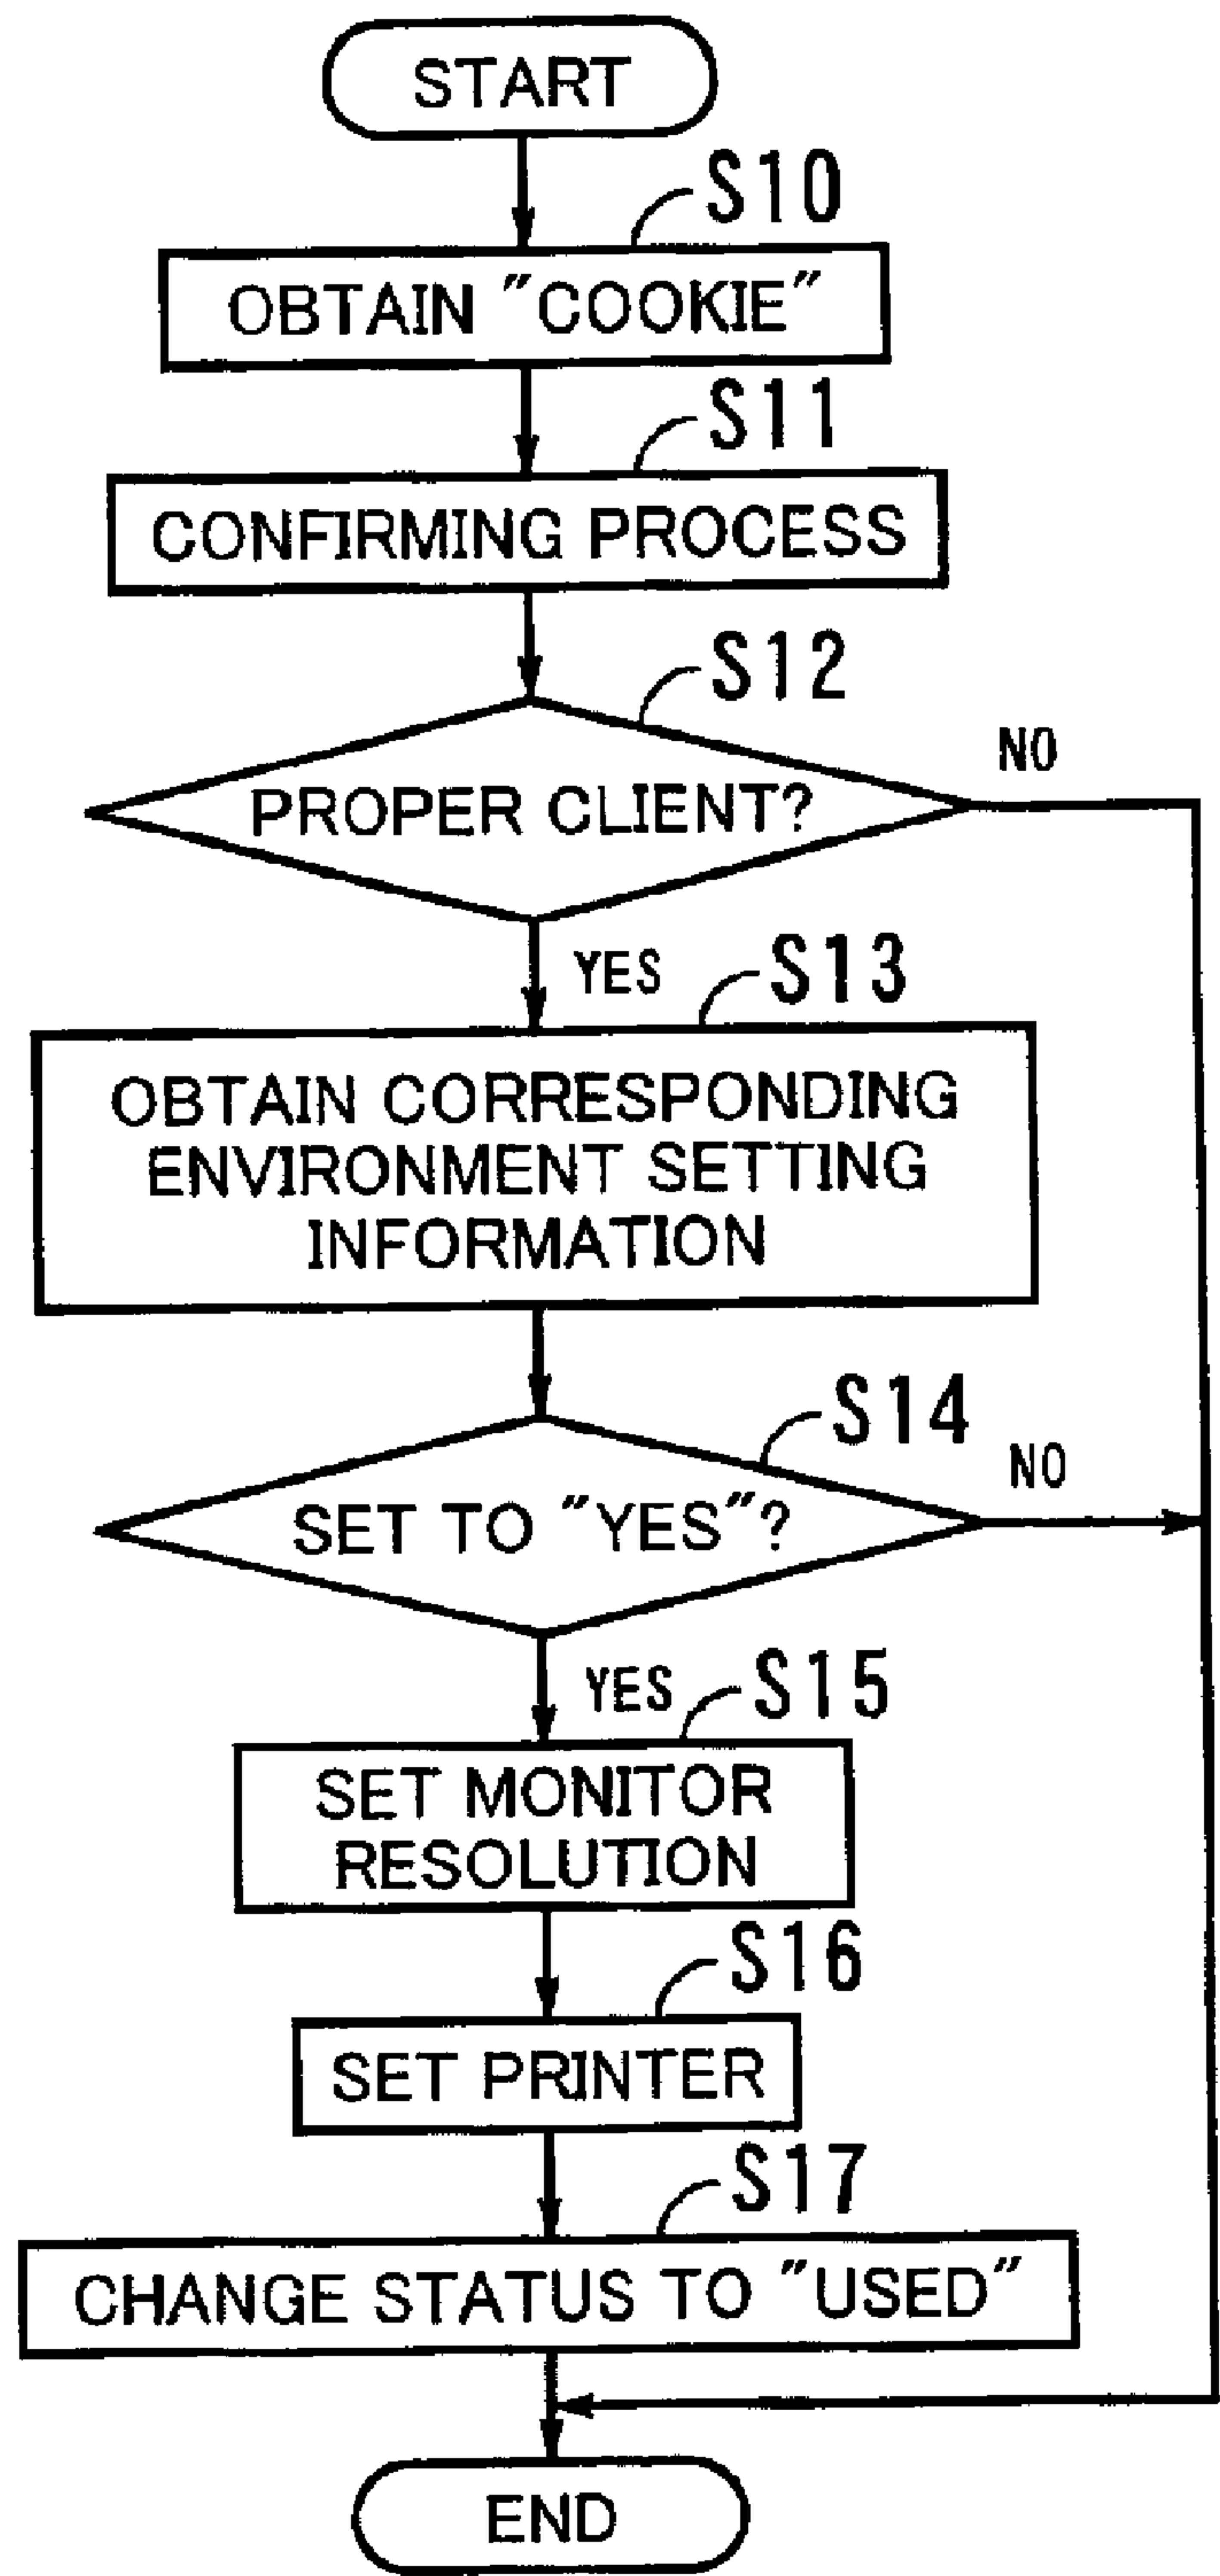 START
S10
OBTAIN "COOKIE"
S11
CONFIRMING PROCESS
S12
NO
PROPER CLIENT?
YES
S13
OBTAIN CORRESPONDING
ENVIRONMENT SETTING
INFORMATION
S14
NO
SET TO "YES"?
YES
S15
SET MONITOR
RESOLUTION
S16
SET PRINTER
S17
CHANGE STATUS TO "USED"
END